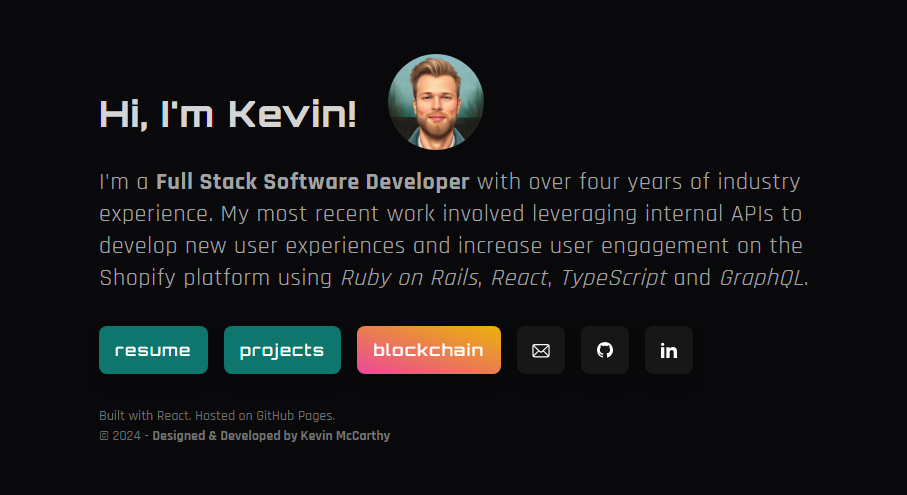 Hi, I'm Kevin!
I'm a Full Stack Software Developer with over four years of industry
experience. My most recent work involved leveraging internal APIs to
develop new user experiences and increase user engagement on the
Shopify platform using Ruby on Rails, React, TypeScript and GraphQL.
resume projects blockchain in
Built with React. Hosted on GitHub Pages.
© 2024 - Designed & Developed by Kevin McCarthy